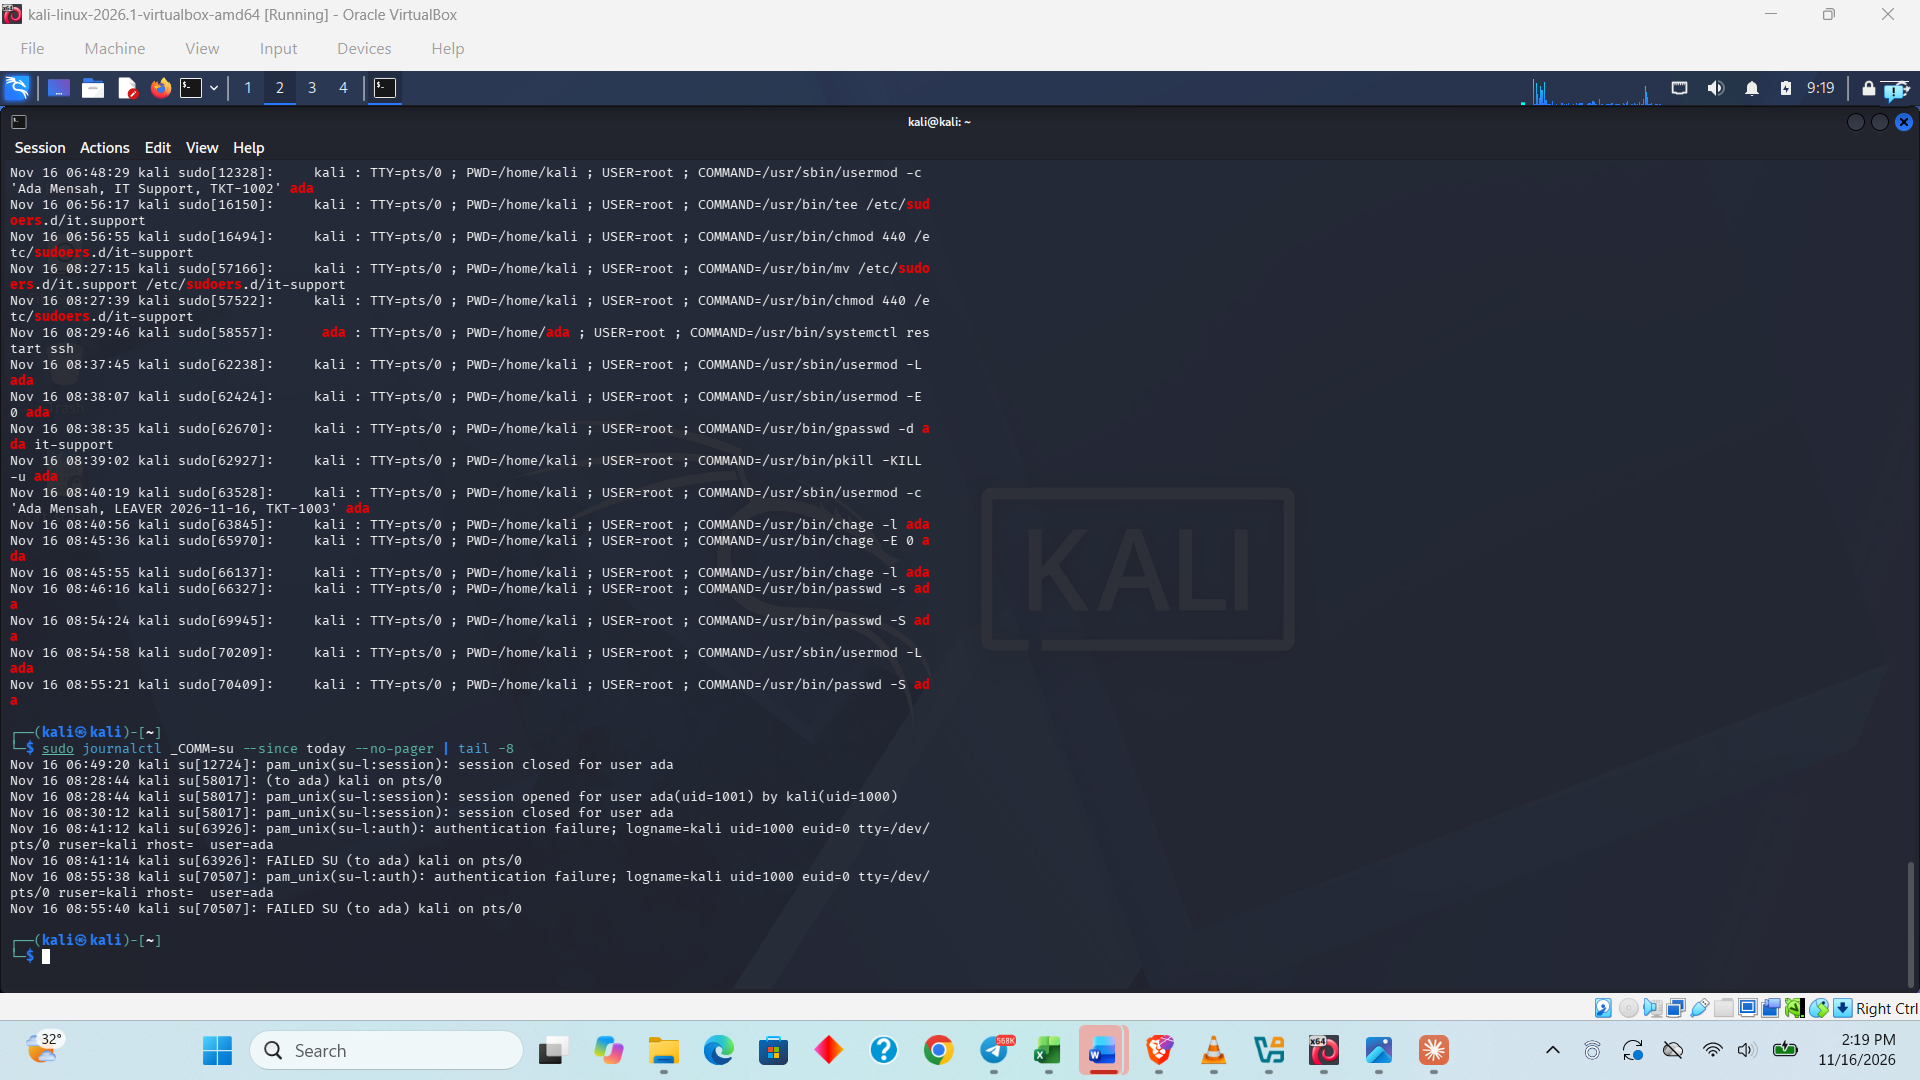 kali-linux-2026.1-virtualbox-amd64 [Running] - Oracle VirtualBox
File Machine View Input Devices Help
1 2 3 4 9:19
kali@kali: ~
Session Actions Edit View Help
Nov 16 06:48:29 kali sudo[12328]:     kali : TTY=pts/0 ; PWD=/home/kali ; USER=root ; COMMAND=/usr/sbin/usermod -c
'Ada Mensah, IT Support, TKT-1002' ada
Nov 16 06:56:17 kali sudo[16150]:     kali : TTY=pts/0 ; PWD=/home/kali ; USER=root ; COMMAND=/usr/bin/tee /etc/sud
oers.d/it.support
Nov 16 06:56:55 kali sudo[16494]:     kali : TTY=pts/0 ; PWD=/home/kali ; USER=root ; COMMAND=/usr/bin/chmod 440 /e
tc/sudoers.d/it-support
Nov 16 08:27:15 kali sudo[57166]:     kali : TTY=pts/0 ; PWD=/home/kali ; USER=root ; COMMAND=/usr/bin/mv /etc/sudo
ers.d/it.support /etc/sudoers.d/it-support
Nov 16 08:27:39 kali sudo[57522]:     kali : TTY=pts/0 ; PWD=/home/kali ; USER=root ; COMMAND=/usr/bin/chmod 440 /e
tc/sudoers.d/it-support
Nov 16 08:29:46 kali sudo[58557]:      ada : TTY=pts/0 ; PWD=/home/ada ; USER=root ; COMMAND=/usr/bin/systemctl res
tart ssh
Nov 16 08:37:45 kali sudo[62238]:     kali : TTY=pts/0 ; PWD=/home/kali ; USER=root ; COMMAND=/usr/sbin/usermod -L
ada
Nov 16 08:38:07 kali sudo[62424]:     kali : TTY=pts/0 ; PWD=/home/kali ; USER=root ; COMMAND=/usr/sbin/usermod -E
0 ada
Nov 16 08:38:35 kali sudo[62670]:     kali : TTY=pts/0 ; PWD=/home/kali ; USER=root ; COMMAND=/usr/bin/gpasswd -d a
da it-support
Nov 16 08:39:02 kali sudo[62927]:     kali : TTY=pts/0 ; PWD=/home/kali ; USER=root ; COMMAND=/usr/bin/pkill -KILL
-u ada
Nov 16 08:40:19 kali sudo[63528]:     kali : TTY=pts/0 ; PWD=/home/kali ; USER=root ; COMMAND=/usr/sbin/usermod -c
'Ada Mensah, LEAVER 2026-11-16, TKT-1003' ada
Nov 16 08:40:56 kali sudo[63845]:     kali : TTY=pts/0 ; PWD=/home/kali ; USER=root ; COMMAND=/usr/bin/chage -l ada
Nov 16 08:45:36 kali sudo[65970]:     kali : TTY=pts/0 ; PWD=/home/kali ; USER=root ; COMMAND=/usr/bin/chage -E 0 a
da
Nov 16 08:45:55 kali sudo[66137]:     kali : TTY=pts/0 ; PWD=/home/kali ; USER=root ; COMMAND=/usr/bin/chage -l ada
Nov 16 08:46:16 kali sudo[66327]:     kali : TTY=pts/0 ; PWD=/home/kali ; USER=root ; COMMAND=/usr/bin/passwd -s ad
a
Nov 16 08:54:24 kali sudo[69945]:     kali : TTY=pts/0 ; PWD=/home/kali ; USER=root ; COMMAND=/usr/bin/passwd -S ad
a
Nov 16 08:54:58 kali sudo[70209]:     kali : TTY=pts/0 ; PWD=/home/kali ; USER=root ; COMMAND=/usr/sbin/usermod -L
ada
Nov 16 08:55:21 kali sudo[70409]:     kali : TTY=pts/0 ; PWD=/home/kali ; USER=root ; COMMAND=/usr/bin/passwd -S ad
a
┌──(kali㉿kali)-[~]
└─$ sudo journalctl _COMM=su --since today --no-pager | tail -8
Nov 16 06:49:20 kali su[12724]: pam_unix(su-l:session): session closed for user ada
Nov 16 08:28:44 kali su[58017]: (to ada) kali on pts/0
Nov 16 08:28:44 kali su[58017]: pam_unix(su-l:session): session opened for user ada(uid=1001) by kali(uid=1000)
Nov 16 08:30:12 kali su[58017]: pam_unix(su-l:session): session closed for user ada
Nov 16 08:41:12 kali su[63926]: pam_unix(su-l:auth): authentication failure; logname=kali uid=1000 euid=0 tty=/dev/
pts/0 ruser=kali rhost=  user=ada
Nov 16 08:41:14 kali su[63926]: FAILED SU (to ada) kali on pts/0
Nov 16 08:55:38 kali su[70507]: pam_unix(su-l:auth): authentication failure; logname=kali uid=1000 euid=0 tty=/dev/
pts/0 ruser=kali rhost=  user=ada
Nov 16 08:55:40 kali su[70507]: FAILED SU (to ada) kali on pts/0
┌──(kali㉿kali)-[~]
└─$
KALI
Right Ctrl
32°
Search
568K
x64
2:19 PM
11/16/2026